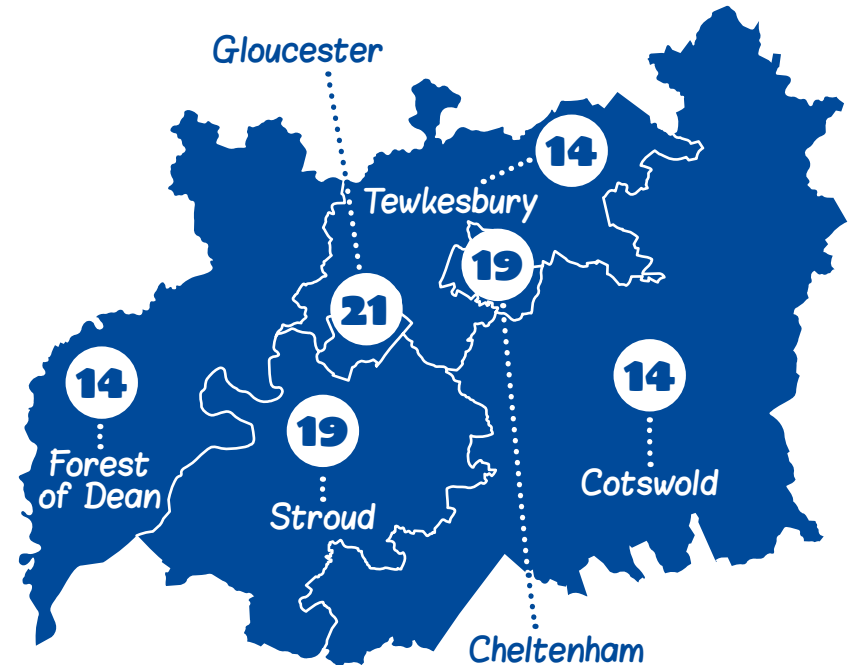 Gloucester
14
Tewkesbury
19
21
14
14
19
Forest
of Dean
Cotswold
Stroud
Cheltenham